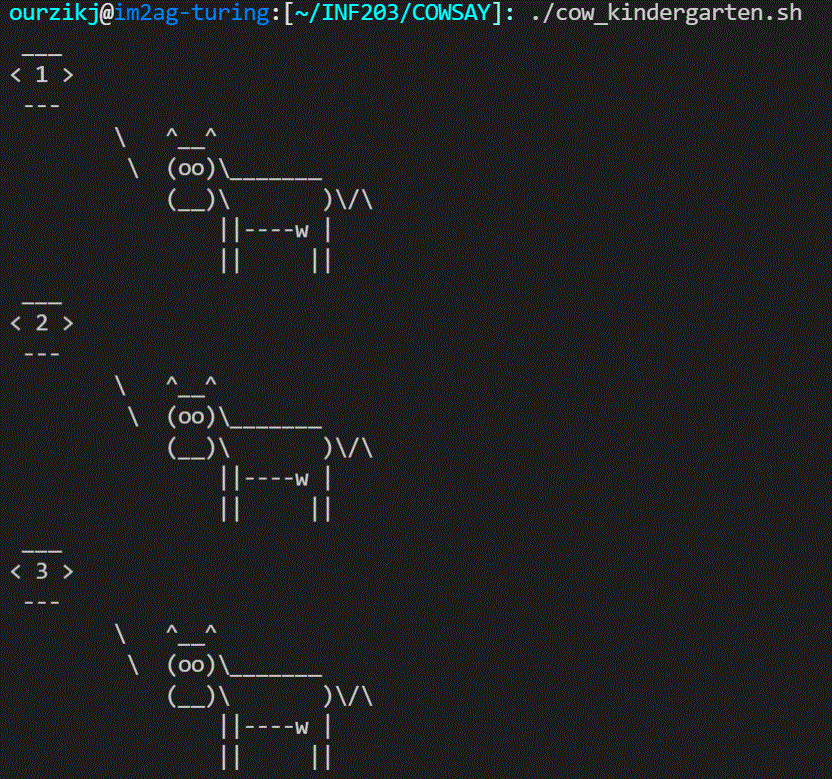 ourzikj@im2ag-turing:[~/INF203/COWSAY]: ./cow_kindergarten.sh
 ___
< 1 >
 ---
        \   ^__^
         \  (oo)\_______
            (__)\       )\/\
                ||----w |
                ||     ||
 ___
< 2 >
 ---
        \   ^__^
         \  (oo)\_______
            (__)\       )\/\
                ||----w |
                ||     ||
 ___
< 3 >
 ---
        \   ^__^
         \  (oo)\_______
            (__)\       )\/\
                ||----w |
                ||     ||